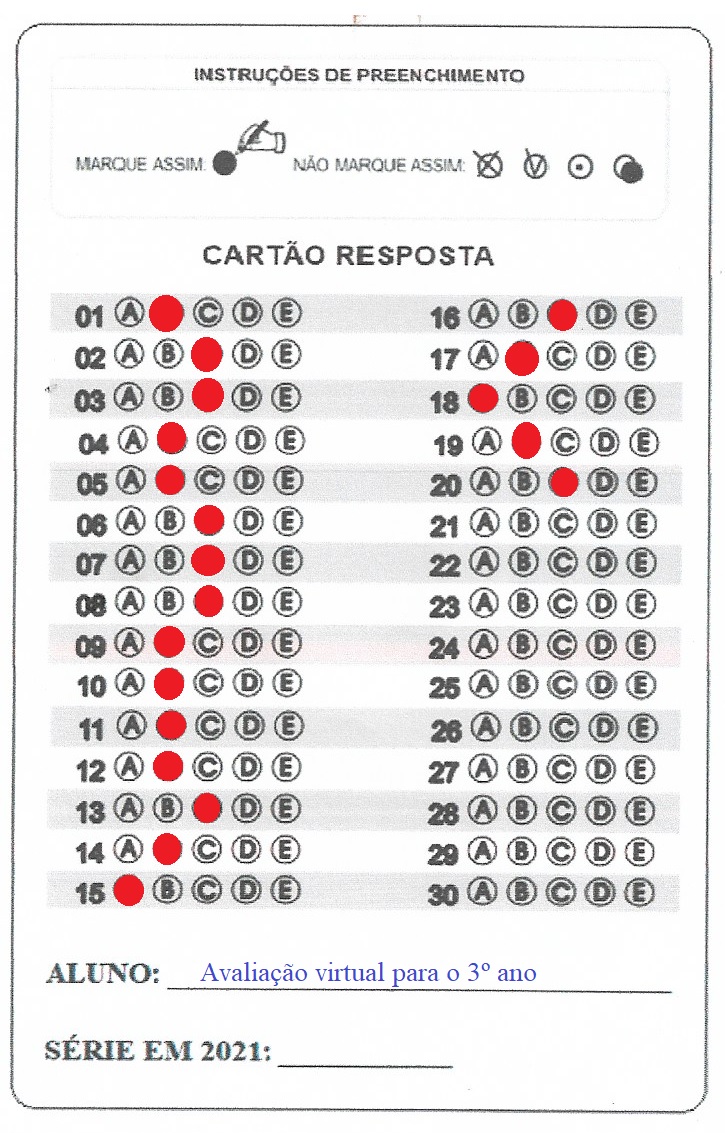 INSTRUÇÕES DE PREENCHIMENTO
MARQUE ASSIM: NÃO MARQUE ASSIM:
CARTÃO RESPOSTA
01 A C D E 16 A B D E
02 A B D E 17 A C D E
03 A B D E 18 B C D E
04 A C D E 19 A C D E
05 A C D E 20 A B D E
06 A B D E 21 A B C D E
07 A B D E 22 A B C D E
08 A B D E 23 A B C D E
09 A C D E 24 A B C D E
10 A C D E 25 A B C D E
11 A C D E 26 A B C D E
12 A C D E 27 A B C D E
13 A B D E 28 A B C D E
14 A C D E 29 A B C D E
15 B C D E 30 A B C D E
ALUNO: Avaliação virtual para o 3º ano
SÉRIE EM 2021: